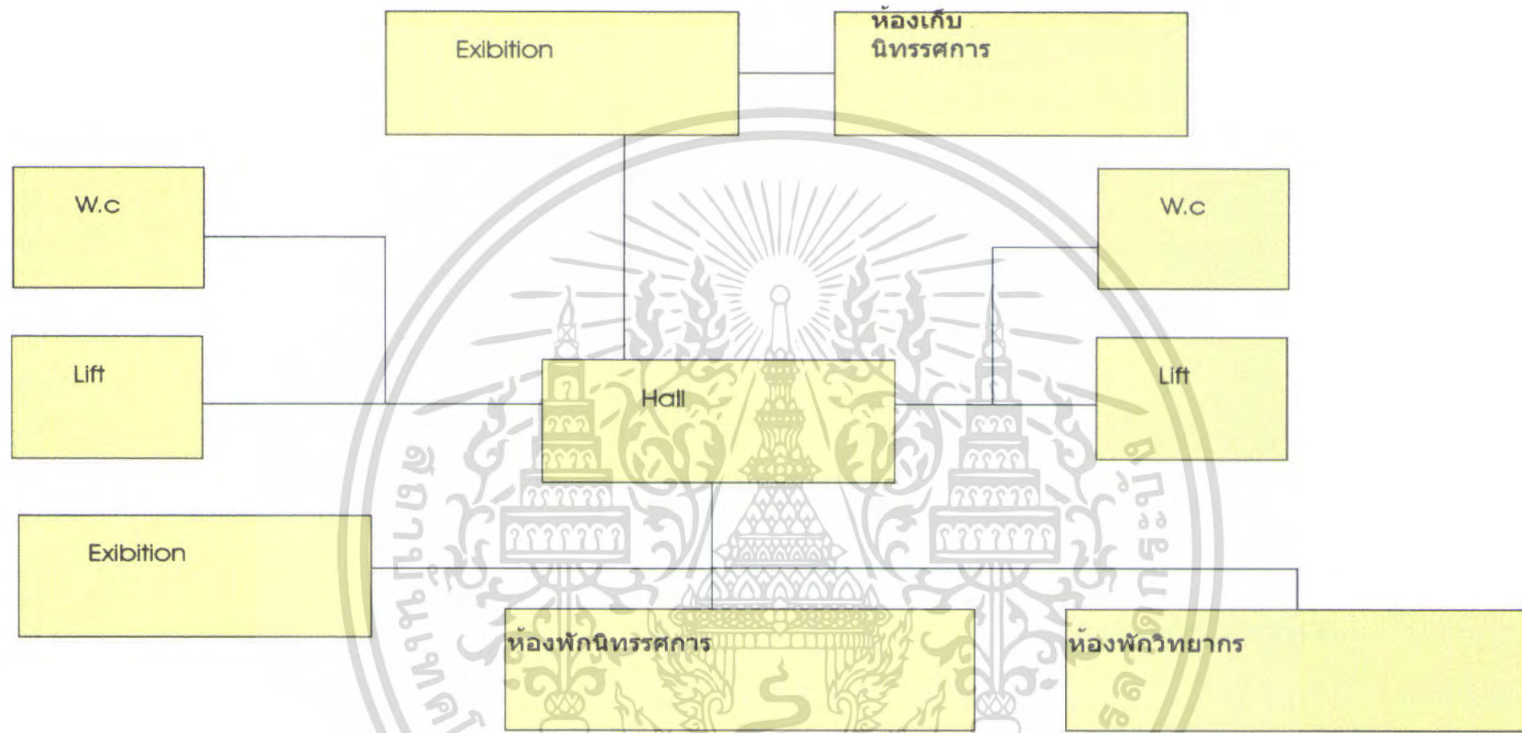 Exibition
ห้องเก็บ
นิทรรศการ
W.c
W.c
Lift
Hall
Lift
Exibition
ห้องพักนิทรรศการ
ห้องพักวิทยากร